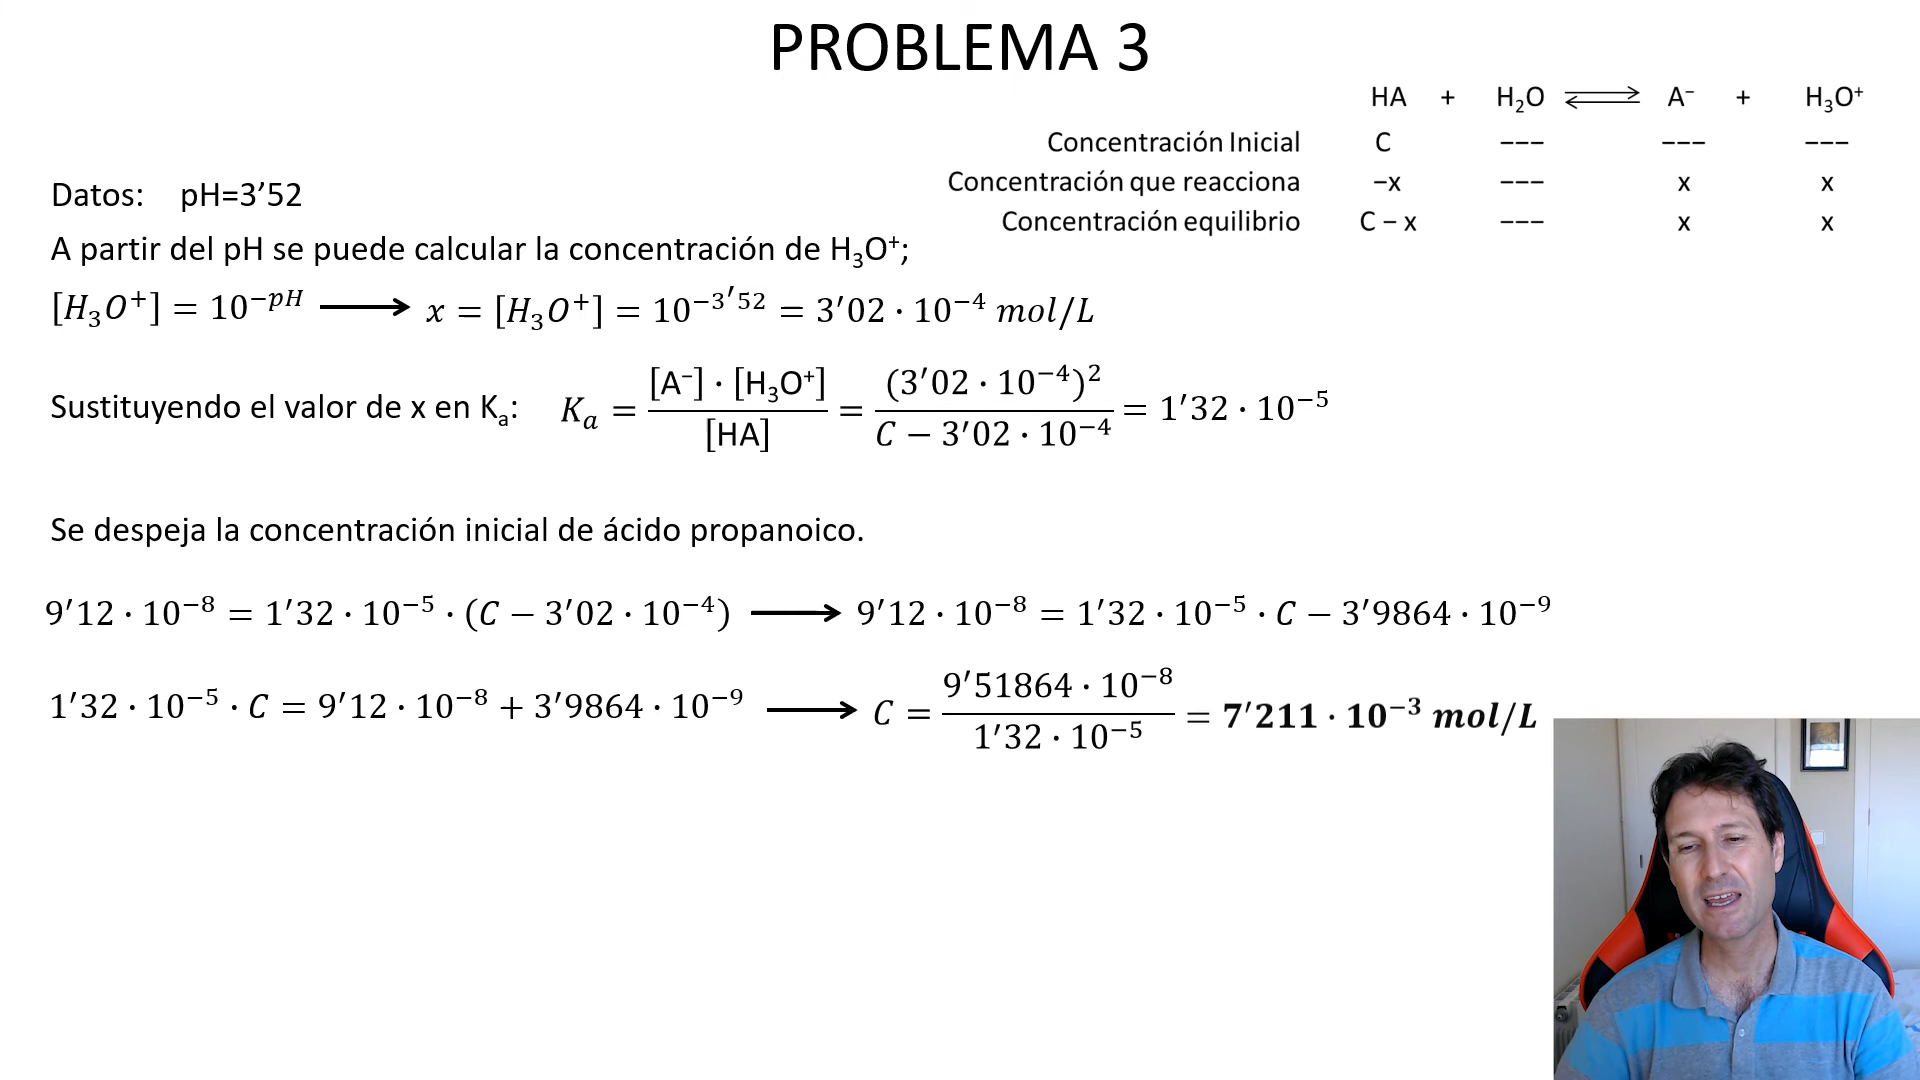 PROBLEMA 3
HA + H₂O ⇌ A⁻ + H₃O⁺
Concentración Inicial C --- --- ---
Concentración que reacciona −x --- x x
Concentración equilibrio C − x --- x x
Datos: pH=3’52
A partir del pH se puede calcular la concentración de H₃O⁺;
[H₃O⁺] = 10^(−pH) ⟶ x = [H₃O⁺] = 10^(−3′52) = 3′02 · 10⁻⁴ mol/L
Sustituyendo el valor de x en Kₐ: Kₐ = [A⁻] · [H₃O⁺] / [HA] = (3′02 · 10⁻⁴)² / (C − 3′02 · 10⁻⁴) = 1′32 · 10⁻⁵
Se despeja la concentración inicial de ácido propanoico.
9′12 · 10⁻⁸ = 1′32 · 10⁻⁵ · (C − 3′02 · 10⁻⁴) ⟶ 9′12 · 10⁻⁸ = 1′32 · 10⁻⁵ · C − 3′9864 · 10⁻⁹
1′32 · 10⁻⁵ · C = 9′12 · 10⁻⁸ + 3′9864 · 10⁻⁹ ⟶ C = 9′51864 · 10⁻⁸ / 1′32 · 10⁻⁵ = 7′211 · 10⁻³ mol/L